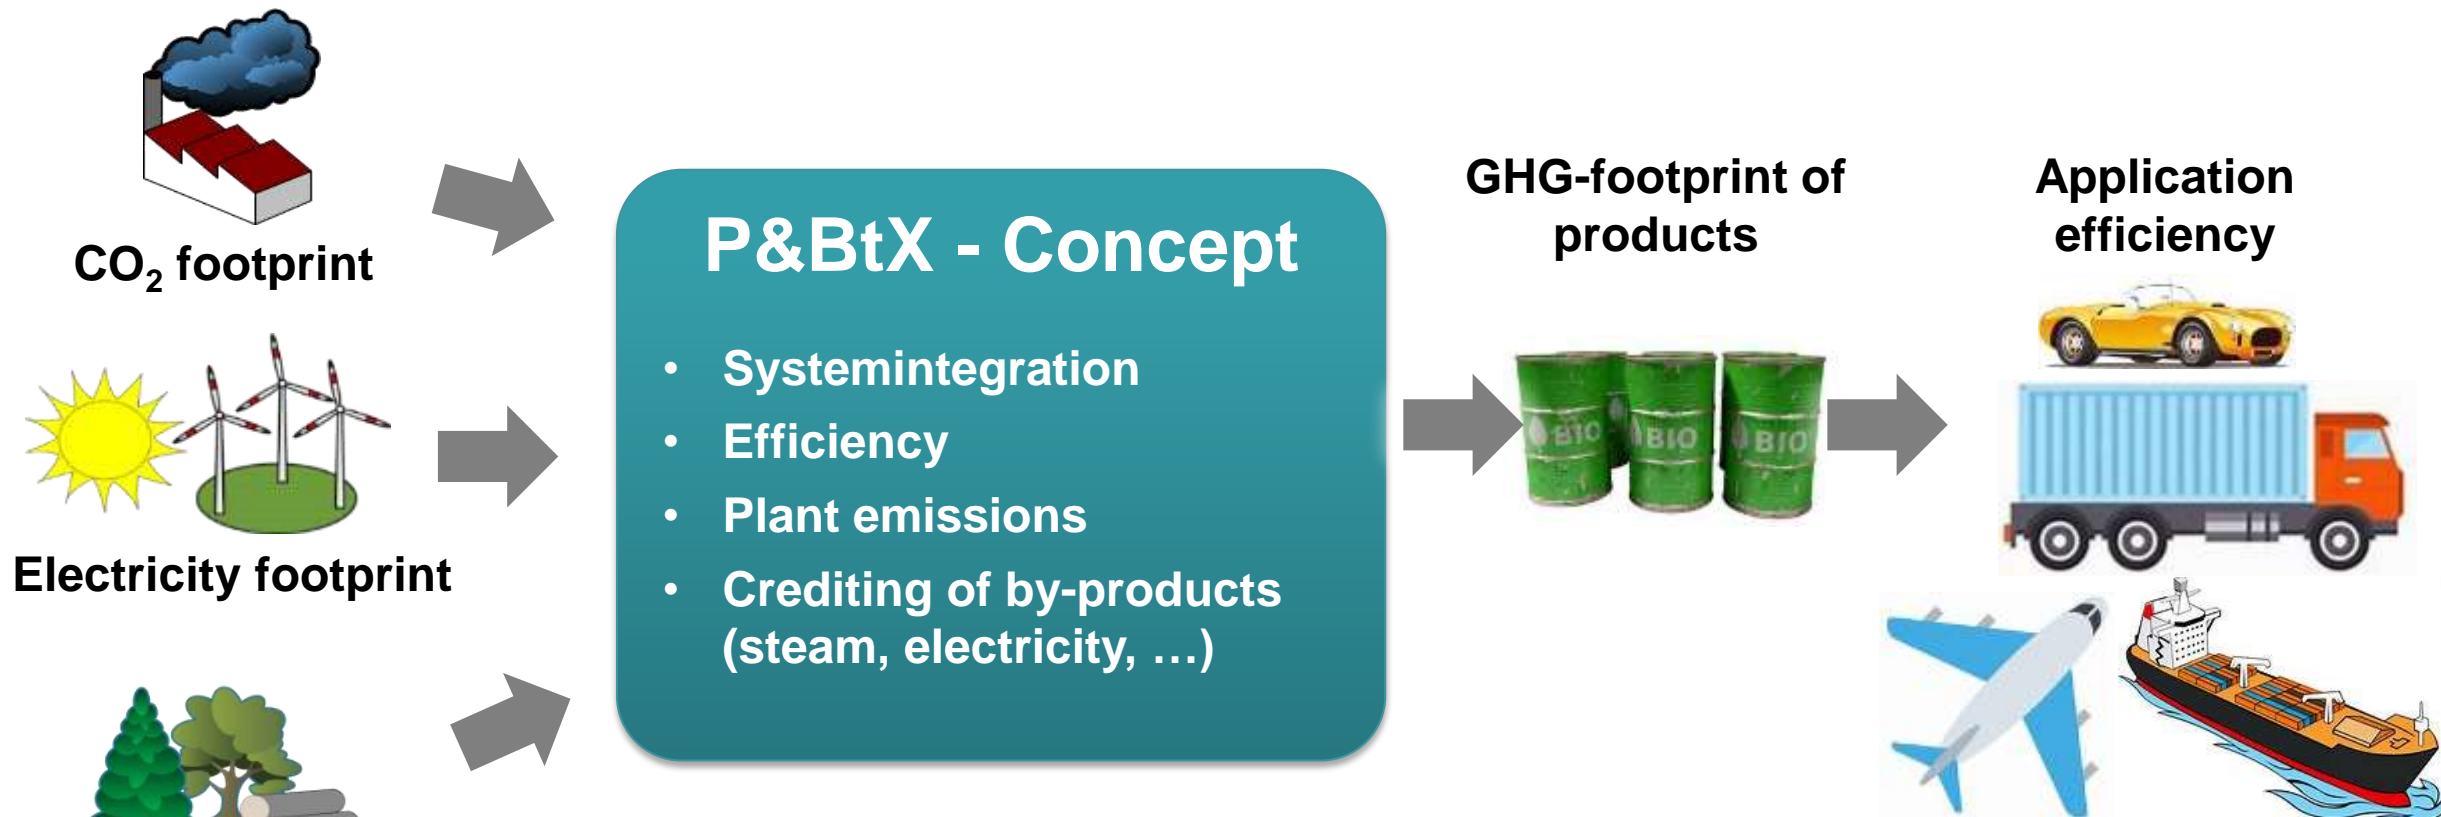 CO₂ footprint
Electricity footprint
P&BtX - Concept
• Systemintegration
• Efficiency
• Plant emissions
• Crediting of by-products
(steam, electricity, …)
GHG-footprint of
products
BIO
BIO
BIO
Application
efficiency